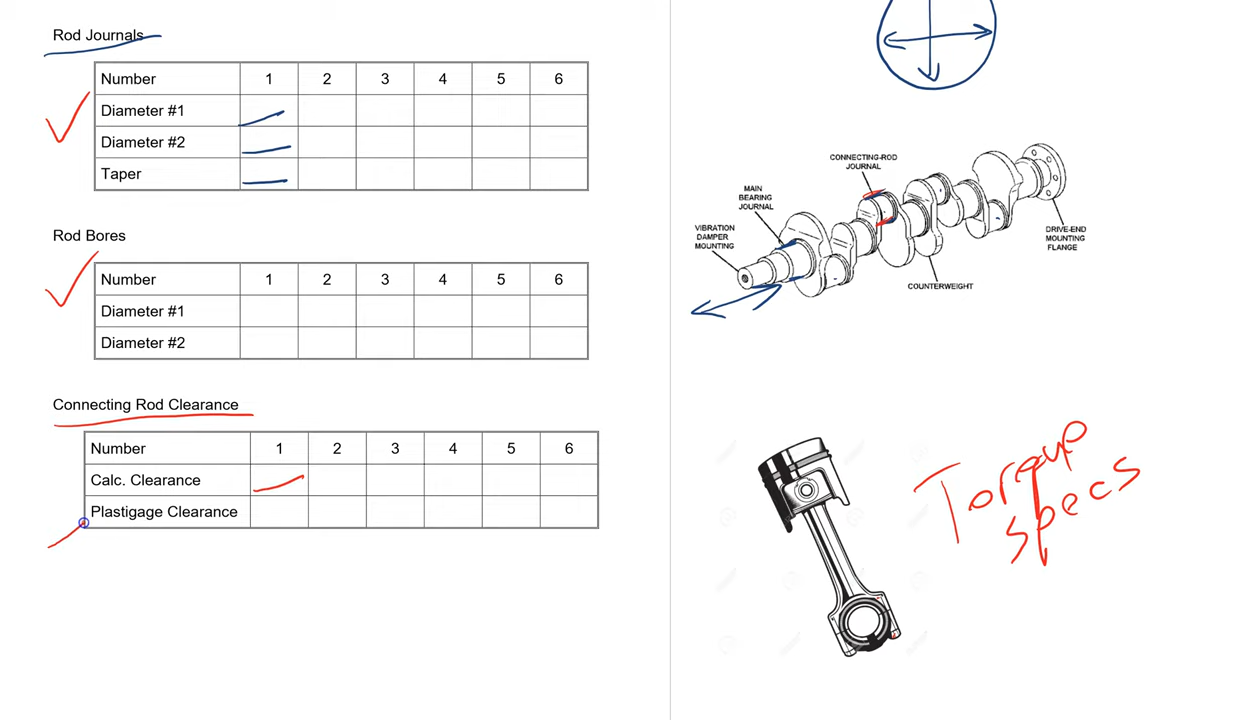 Rod Journals
Number 1 2 3 4 5 6
Diameter #1
Diameter #2
Taper
Rod Bores
Number 1 2 3 4 5 6
Diameter #1
Diameter #2
Connecting Rod Clearance
Number 1 2 3 4 5 6
Calc. Clearance
Plastigage Clearance
CONNECTING-ROD
JOURNAL
MAIN
BEARING
JOURNAL
VIBRATION
DAMPER
MOUNTING
DRIVE-END
MOUNTING
FLANGE
COUNTERWEIGHT
Torque
specs